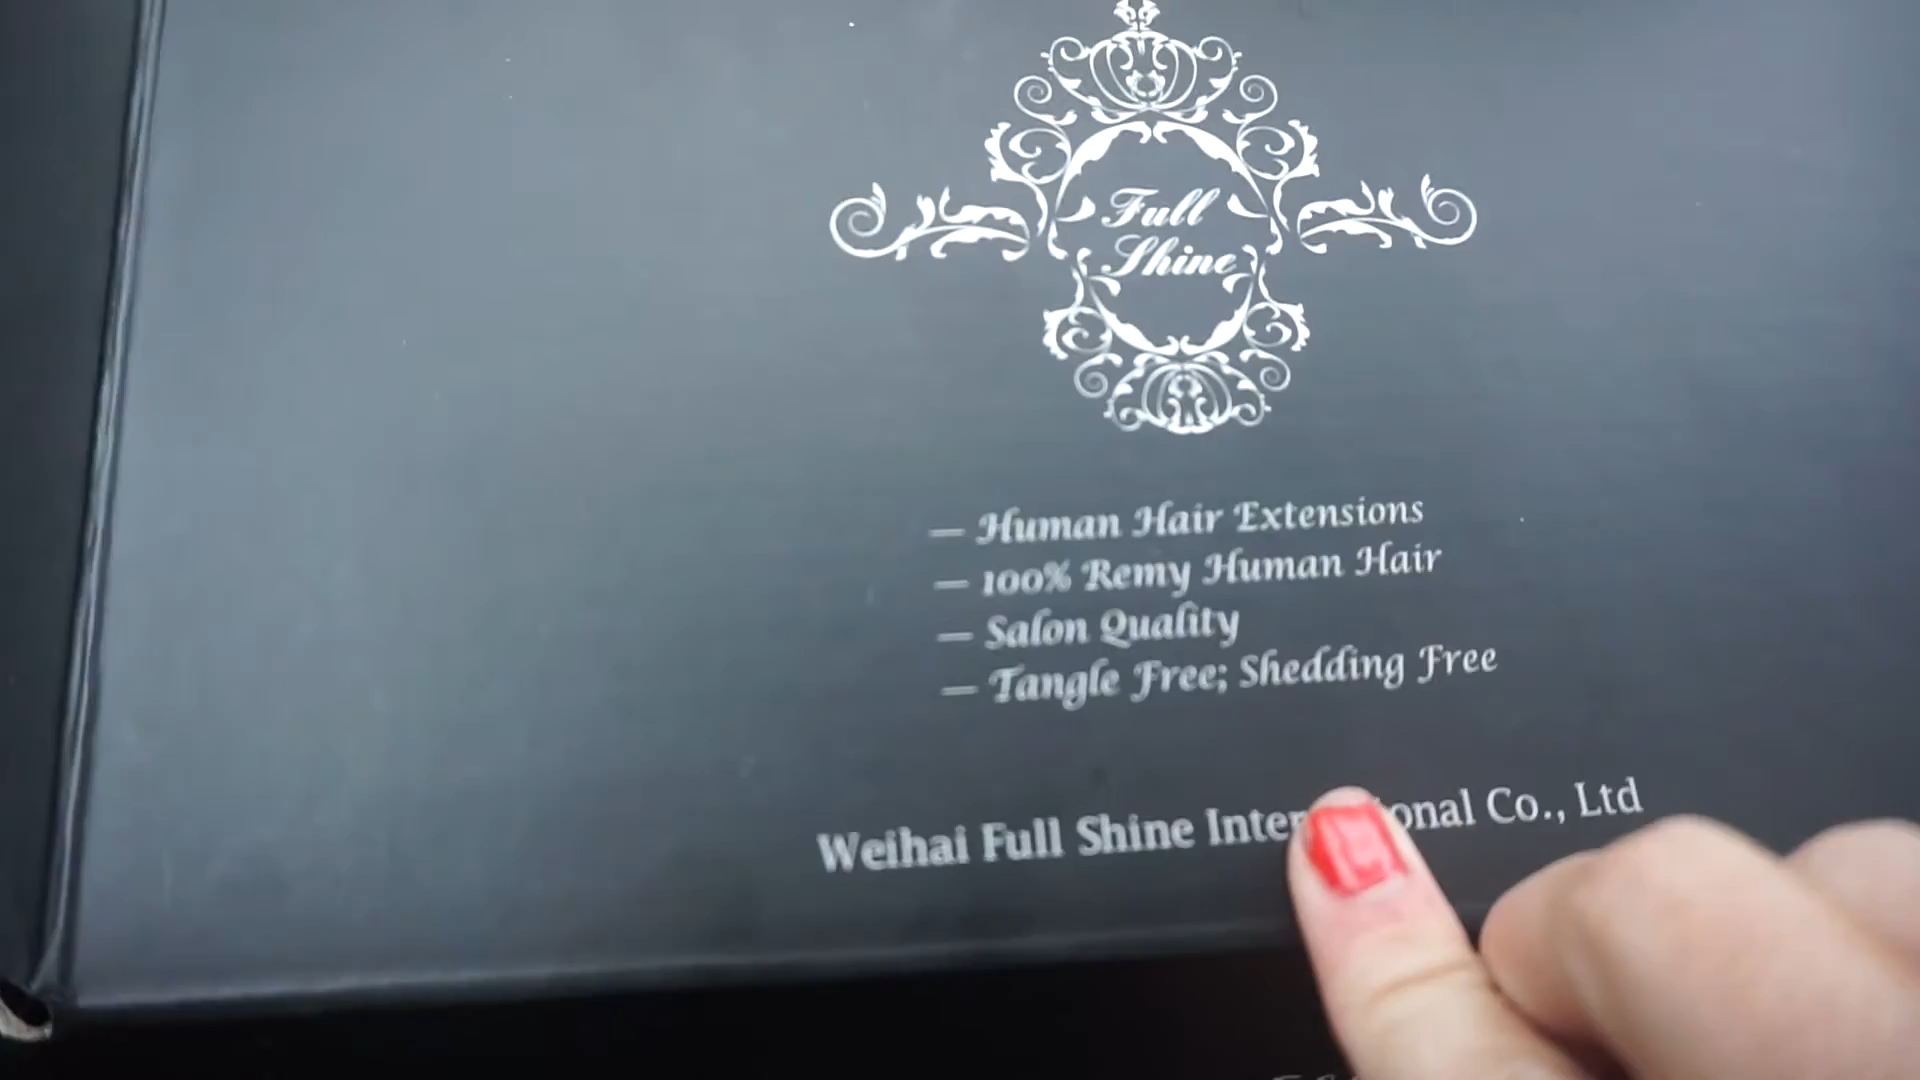 Full
Shine
— Human Hair Extensions
— 100% Remy Human Hair
— Salon Quality
— Tangle Free; Shedding Free
Weihai Full Shine Co., Ltd